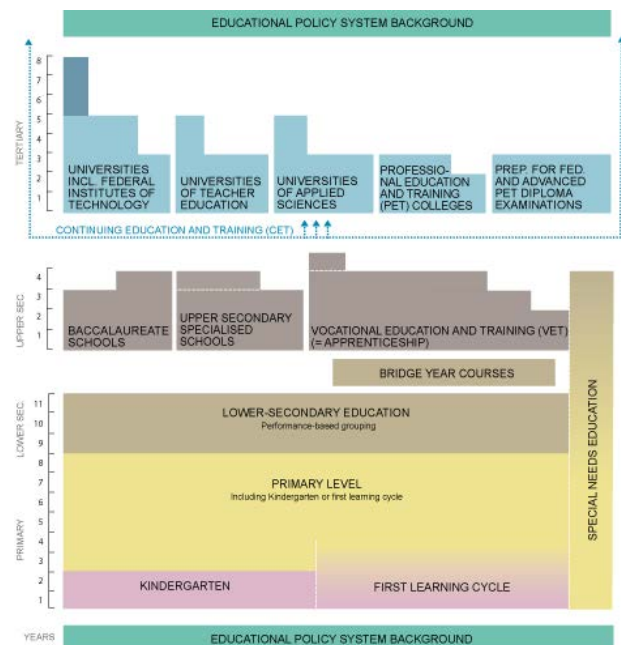 EDUCATIONAL POLICY SYSTEM BACKGROUND
TERTIARY
8
7
6
5
4
3
2
1
UNIVERSITIES
INCL. FEDERAL
INSTITUTES OF
TECHNOLOGY
UNIVERSITIES
OF TEACHER
EDUCATION
UNIVERSITIES
OF APPLIED
SCIENCES
PROFESSIO-
NAL EDUCATION
AND TRAINING
(PET) COLLEGES
PREP. FOR FED.
AND ADVANCED
PET DIPLOMA
EXAMINATIONS
CONTINUING EDUCATION AND TRAINING (CET)
UPPER SEC.
4
3
2
1
BACCALAUREATE
SCHOOLS
UPPER SECONDARY
SPECIALISED
SCHOOLS
VOCATIONAL EDUCATION AND TRAINING (VET)
(= APPRENTICESHIP)
BRIDGE YEAR COURSES
LOWER SEC.
11
10
9
LOWER-SECONDARY EDUCATION
Performance-based grouping
PRIMARY
8
7
6
5
4
3
2
1
PRIMARY LEVEL
Including Kindergarten or first learning cycle
KINDERGARTEN
FIRST LEARNING CYCLE
SPECIAL NEEDS EDUCATION
YEARS
EDUCATIONAL POLICY SYSTEM BACKGROUND